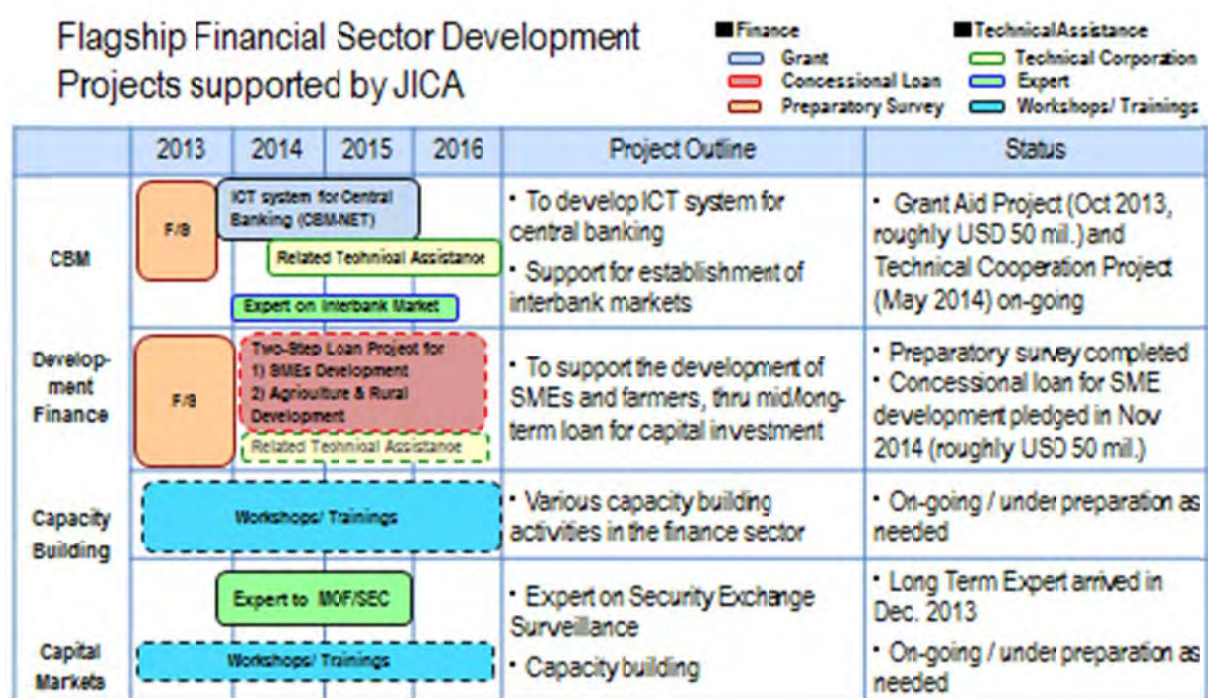 Flagship Financial Sector Development
Projects supported by JICA
Finance
Grant
Concessional Loan
Preparatory Survey
TechnicalAssistance
Technical Corporation
Expert
Workshops/ Trainings
2013 2014 2015 2016 Project Outline Status
CBM
F/S
ICT system for Central
Banking (CBM-NET)
Related Technical Assistance
Expert on Interbank Market
• To develop ICT system for
central banking
• Support for establishment of
interbank markets
• Grant Aid Project (Oct 2013,
roughly USD 50 mil.) and
Technical Cooperation Project
(May 2014) on-going
Develop-
ment
Finance
F/S
Two-Step Loan Project for
1) SMEs Development
2) Agriculture & Rural
Development
Related Technical Assistance
• To support the development of
SMEs and farmers, thru mid/long-
term loan for capital investment
• Preparatory survey completed
• Concessional loan for SME
development pledged in Nov
2014 (roughly USD 50 mil.)
Capacity
Building
Workshops/ Trainings
• Various capacity building
activities in the finance sector
• On-going / under preparation as
needed
Capital
Markets
Expert to MOF/SEC
Workshops/ Trainings
• Expert on Security Exchange
Surveillance
• Capacity building
• Long Term Expert arrived in
Dec. 2013
• On-going / under preparation as
needed